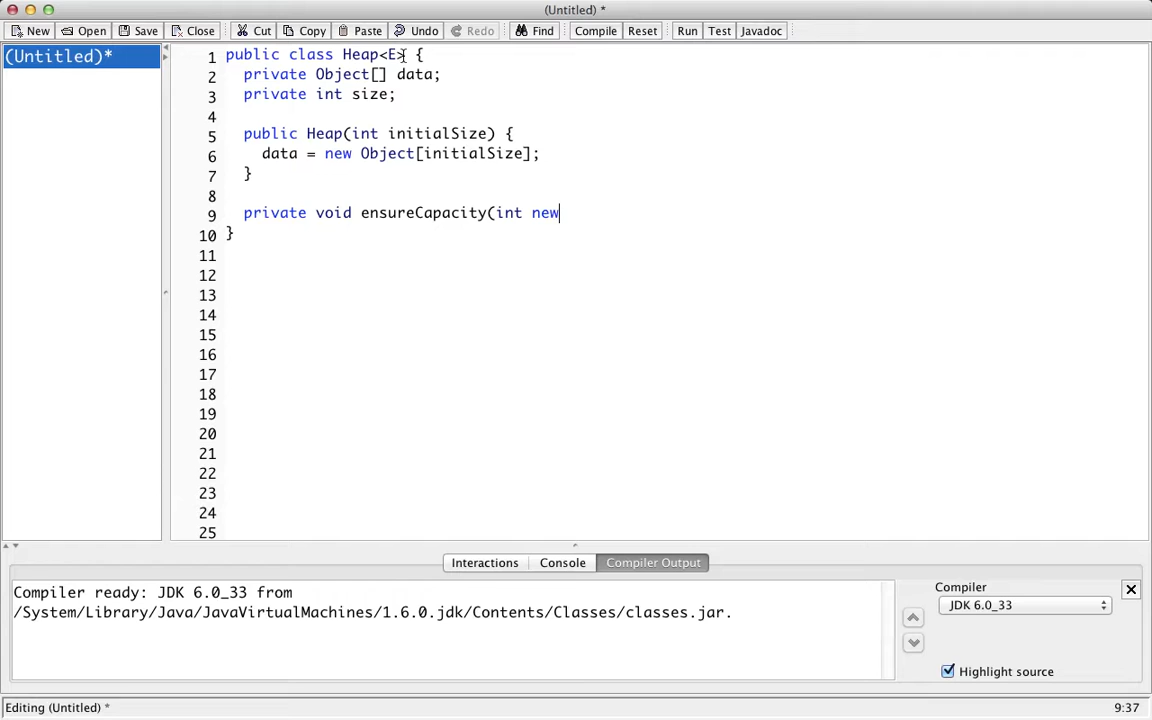 (Untitled) *
New Open Save Close Cut Copy Paste Undo Redo Find Compile Reset Run Test Javadoc
(Untitled)*
1 public class Heap<E> {
2 private Object[] data;
3 private int size;
4
5 public Heap(int initialSize) {
6 data = new Object[initialSize];
7 }
8
9 private void ensureCapacity(int new
10 }
11
12
13
14
15
16
17
18
19
20
21
22
23
24
25
Interactions Console Compiler Output
Compiler ready: JDK 6.0_33 from
/System/Library/Java/JavaVirtualMachines/1.6.0.jdk/Contents/Classes/classes.jar.
Compiler
JDK 6.0_33
Highlight source
Editing (Untitled) * 9:37